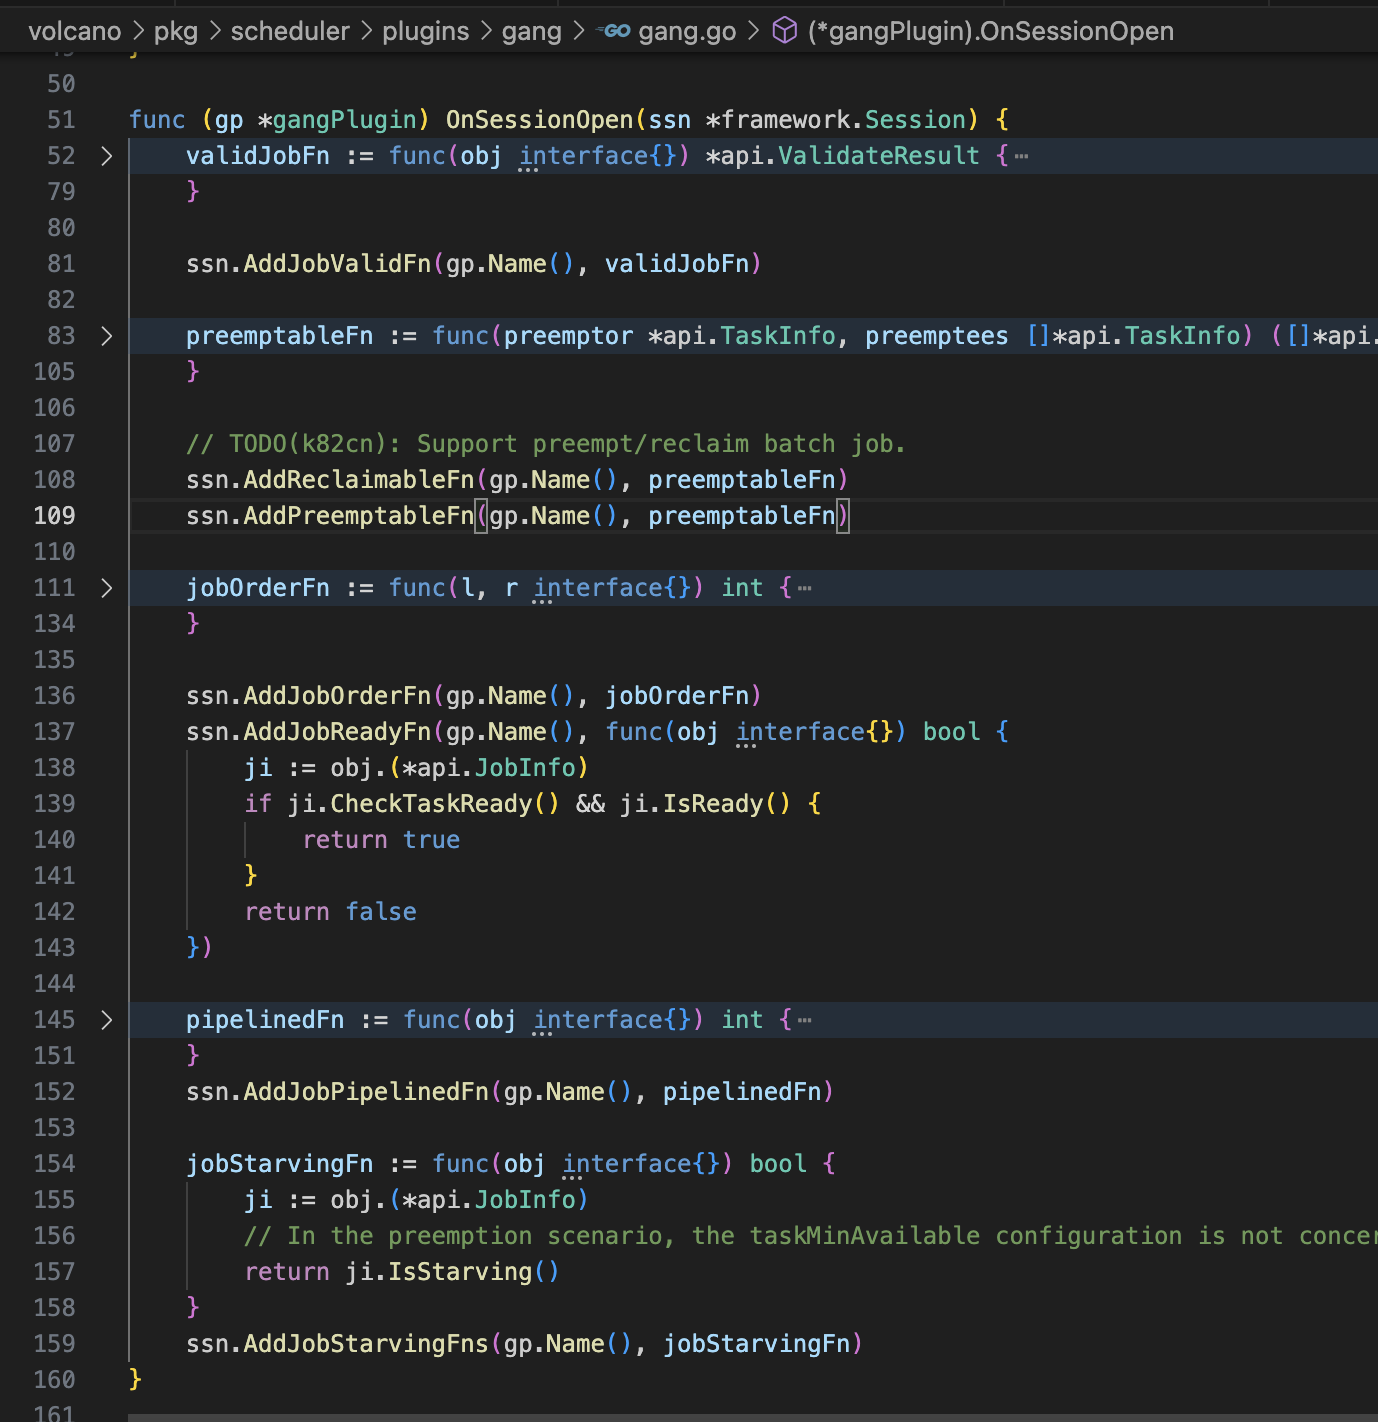 volcano > pkg > scheduler > plugins > gang > GO gang.go > (*gangPlugin).OnSessionOpen
50
51 func (gp *gangPlugin) OnSessionOpen(ssn *framework.Session) {
52 > validJobFn := func(obj interface{}) *api.ValidateResult {⋯
79 }
80
81 ssn.AddJobValidFn(gp.Name(), validJobFn)
82
83 > preemptableFn := func(preemptor *api.TaskInfo, preemptees []*api.TaskInfo) ([]*api.
105 }
106
107 // TODO(k82cn): Support preempt/reclaim batch job.
108 ssn.AddReclaimableFn(gp.Name(), preemptableFn)
109 ssn.AddPreemptableFn(gp.Name(), preemptableFn)
110
111 > jobOrderFn := func(l, r interface{}) int {⋯
134 }
135
136 ssn.AddJobOrderFn(gp.Name(), jobOrderFn)
137 ssn.AddJobReadyFn(gp.Name(), func(obj interface{}) bool {
138 ji := obj.(*api.JobInfo)
139 if ji.CheckTaskReady() && ji.IsReady() {
140 return true
141 }
142 return false
143 })
144
145 > pipelinedFn := func(obj interface{}) int {⋯
151 }
152 ssn.AddJobPipelinedFn(gp.Name(), pipelinedFn)
153
154 jobStarvingFn := func(obj interface{}) bool {
155 ji := obj.(*api.JobInfo)
156 // In the preemption scenario, the taskMinAvailable configuration is not concer
157 return ji.IsStarving()
158 }
159 ssn.AddJobStarvingFns(gp.Name(), jobStarvingFn)
160 }
161